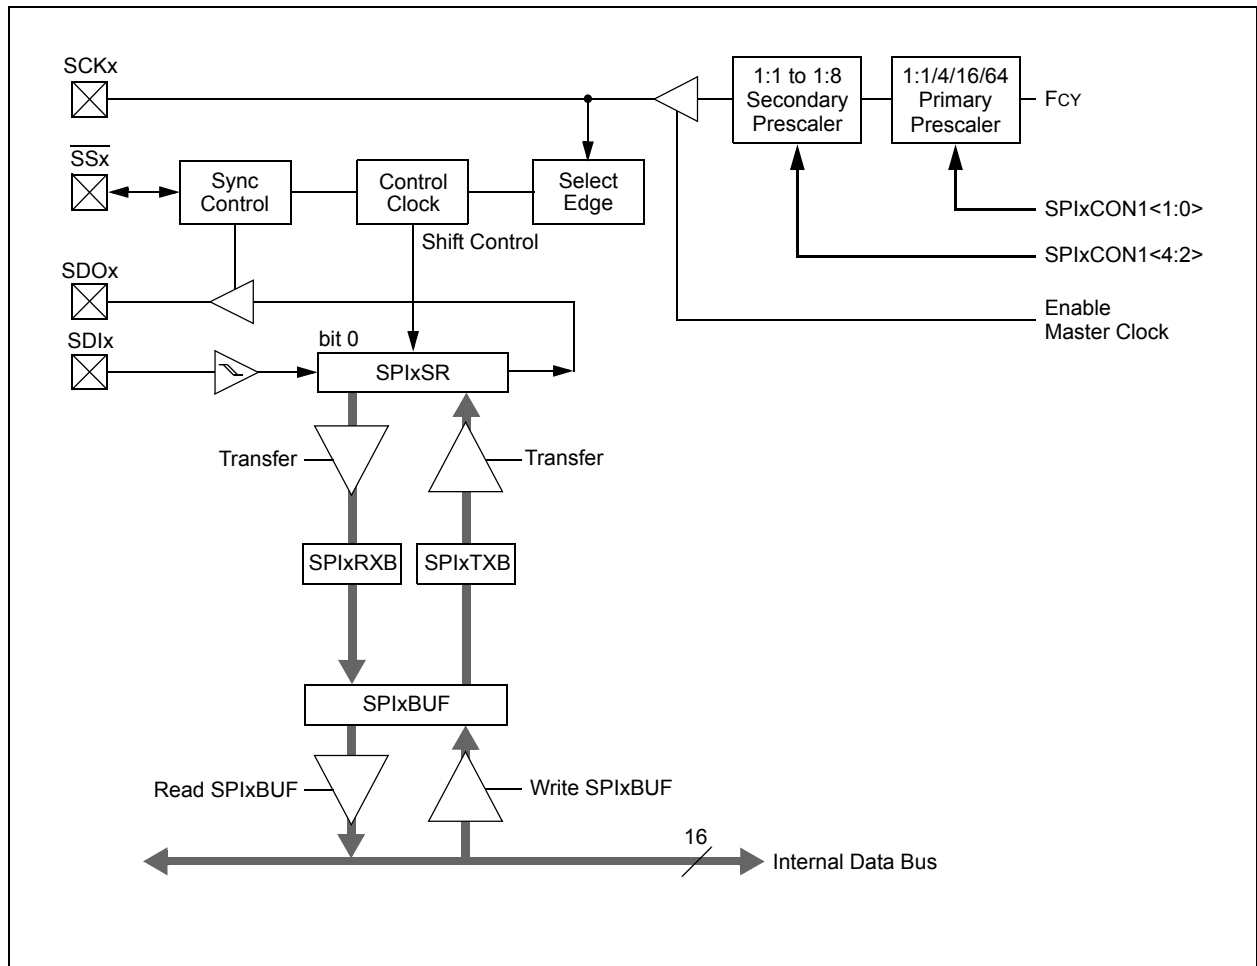 SCKx
1:1 to 1:8
Secondary
Prescaler
1:1/4/16/64
Primary
Prescaler
FCY
SSx
Sync
Control
Control
Clock
Select
Edge
SPIxCON1<1:0>
Shift Control
SPIxCON1<4:2>
SDOx
Enable
Master Clock
SDIx
bit 0
SPIxSR
Transfer
Transfer
SPIxRXB
SPIxTXB
SPIxBUF
Read SPIxBUF
Write SPIxBUF
16
Internal Data Bus